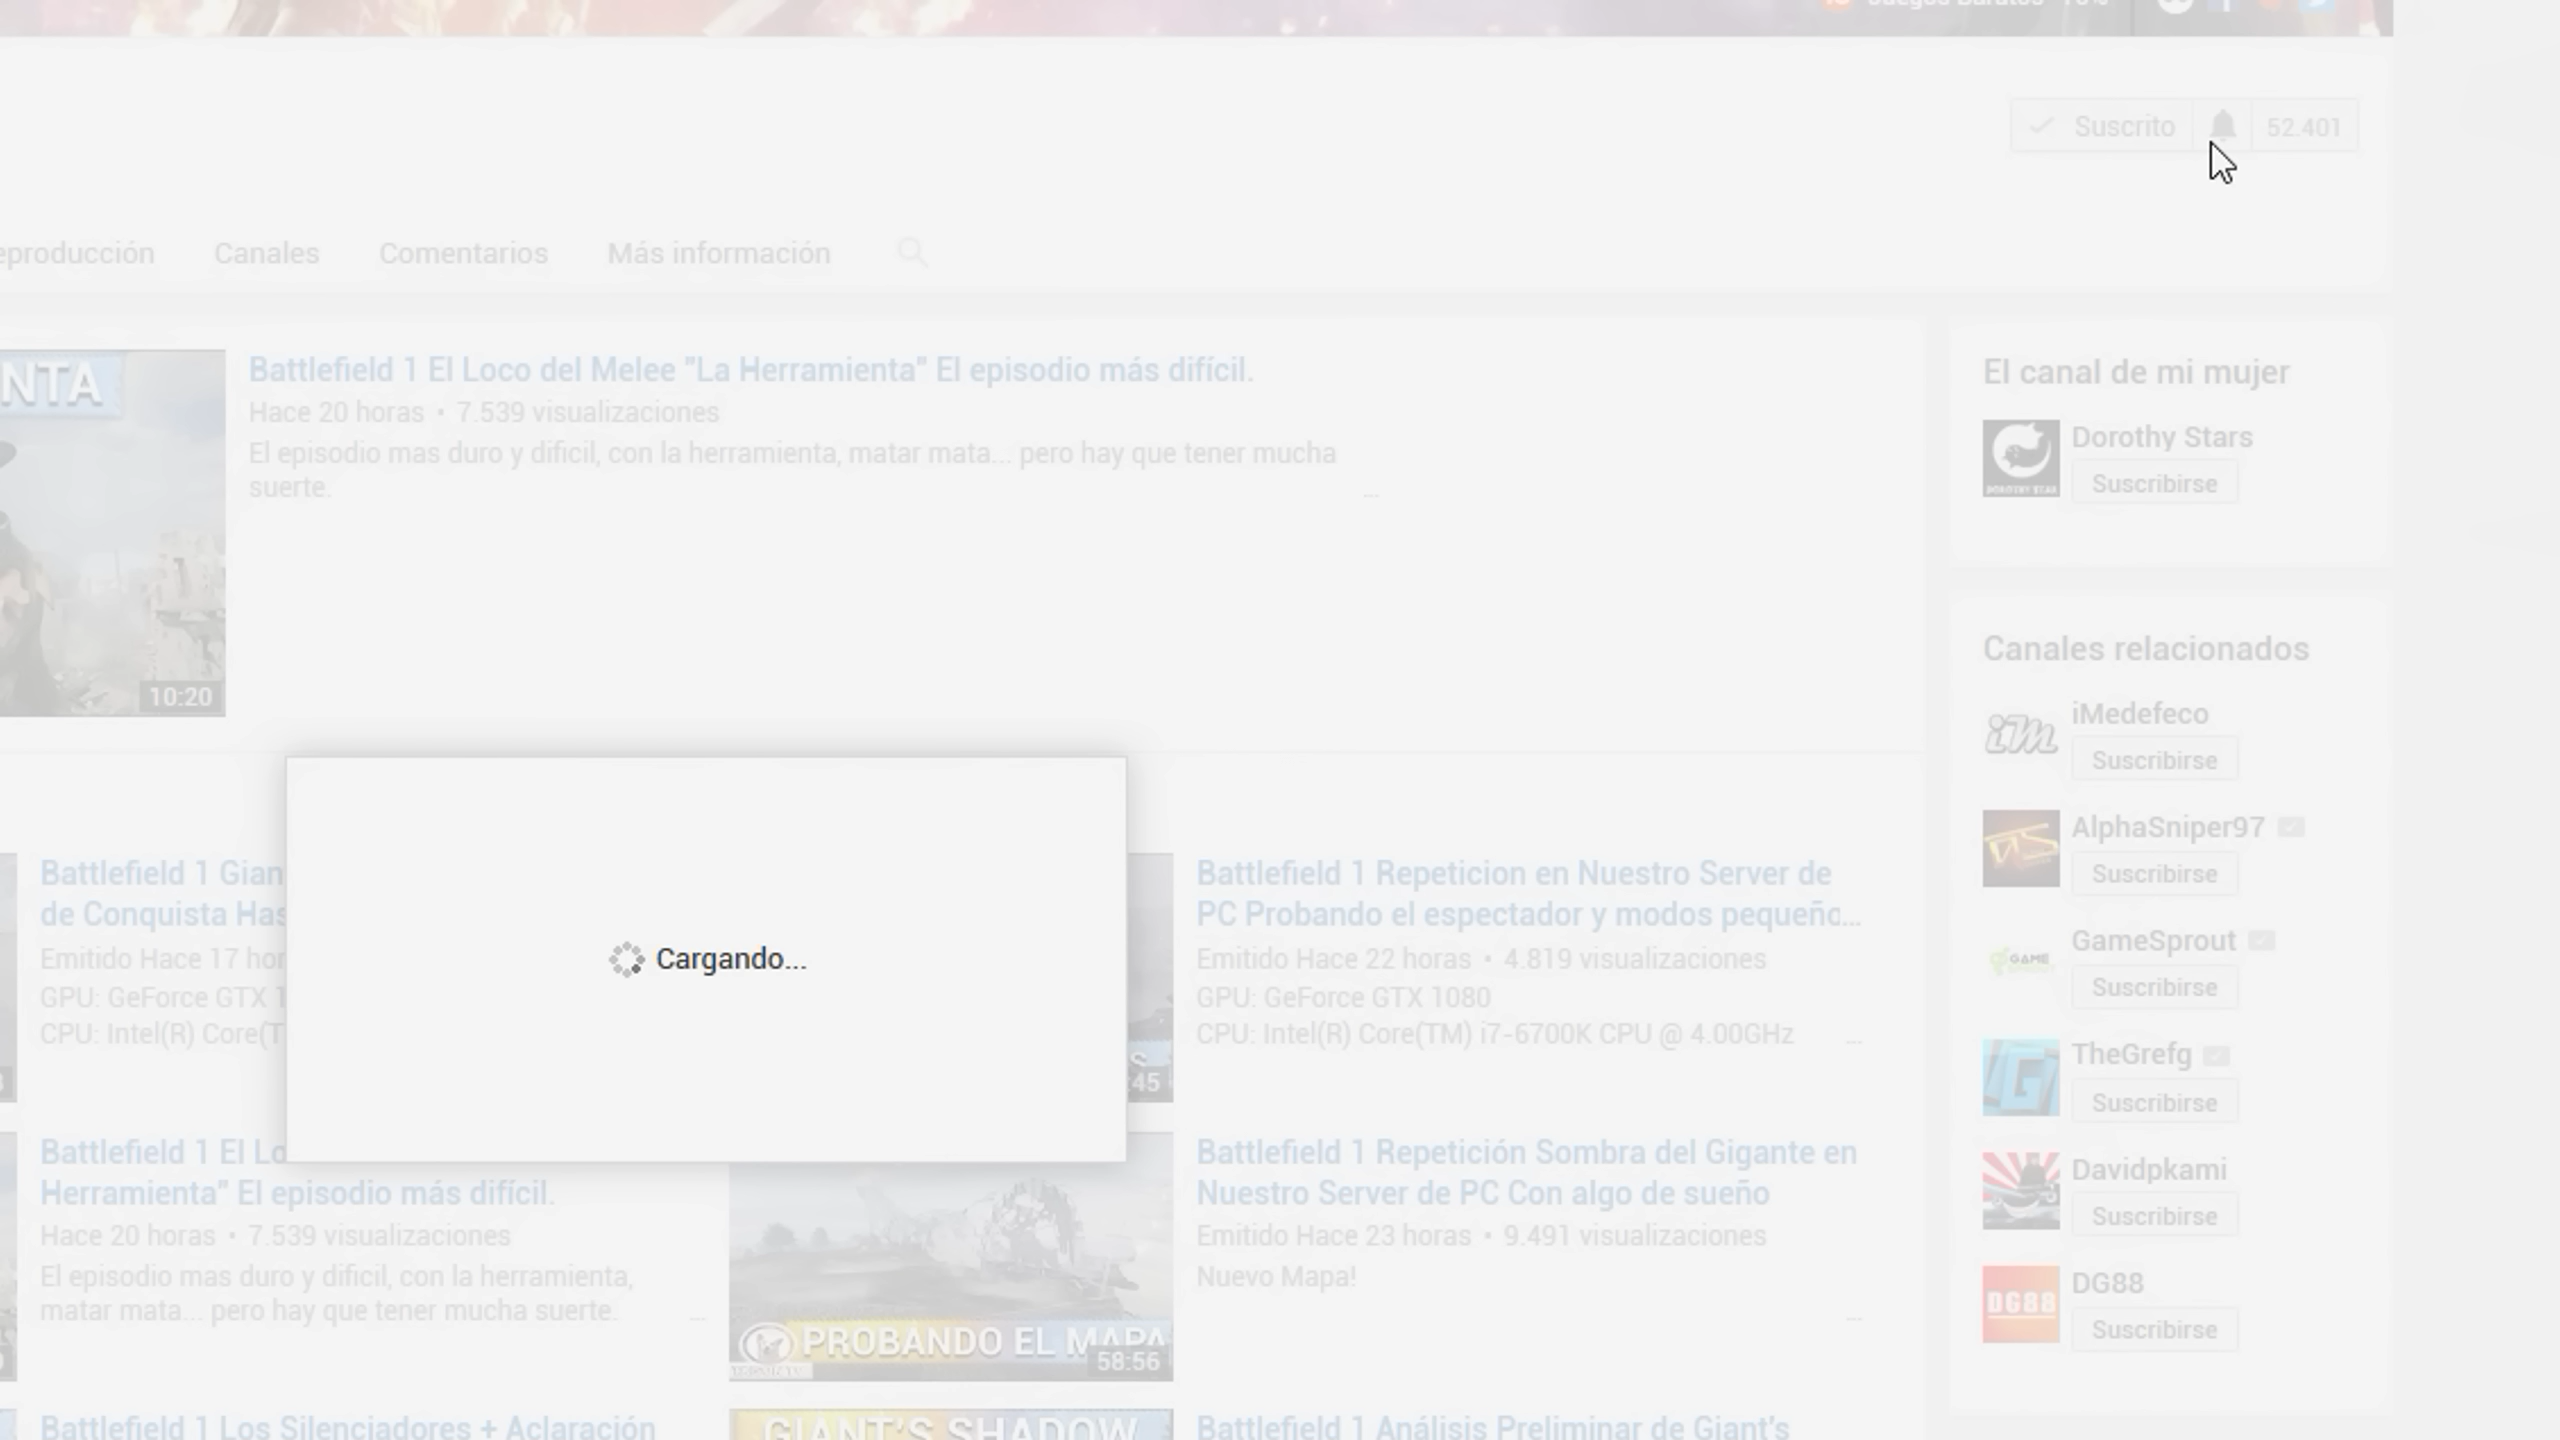 Suscrito
52.401
eproducción
Canales
Comentarios
Más información
NTA
10:20
Battlefield 1 El Loco del Melee "La Herramienta" El episodio más difícil.
Hace 20 horas • 7.539 visualizaciones
El episodio mas duro y dificil, con la herramienta, matar mata... pero hay que tener mucha
suerte.
...
El canal de mi mujer
Dorothy Stars
Suscribirse
Canales relacionados
iMedefeco
Suscribirse
AlphaSniper97
Suscribirse
GAME
GameSprout
Suscribirse
TheGrefg
Suscribirse
Davidpkami
Suscribirse
DG88
DG88
Suscribirse
Battlefield 1 Gian
de Conquista Has
Emitido Hace 17 hor
GPU: GeForce GTX 1
CPU: Intel(R) Core(T
Cargando...
:45
Battlefield 1 Repeticion en Nuestro Server de
PC Probando el espectador y modos pequeño...
Emitido Hace 22 horas • 4.819 visualizaciones
GPU: GeForce GTX 1080
CPU: Intel(R) Core(TM) i7-6700K CPU @ 4.00GHz
...
Battlefield 1 El Lo
Herramienta" El episodio más difícil.
Hace 20 horas • 7.539 visualizaciones
El episodio mas duro y dificil, con la herramienta,
matar mata... pero hay que tener mucha suerte.
...
PROBANDO EL MAPA
58:56
Battlefield 1 Repetición Sombra del Gigante en
Nuestro Server de PC Con algo de sueño
Emitido Hace 23 horas • 9.491 visualizaciones
Nuevo Mapa!
...
Battlefield 1 Los Silenciadores + Aclaración
GIANT'S SHADOW
Battlefield 1 Análisis Preliminar de Giant's